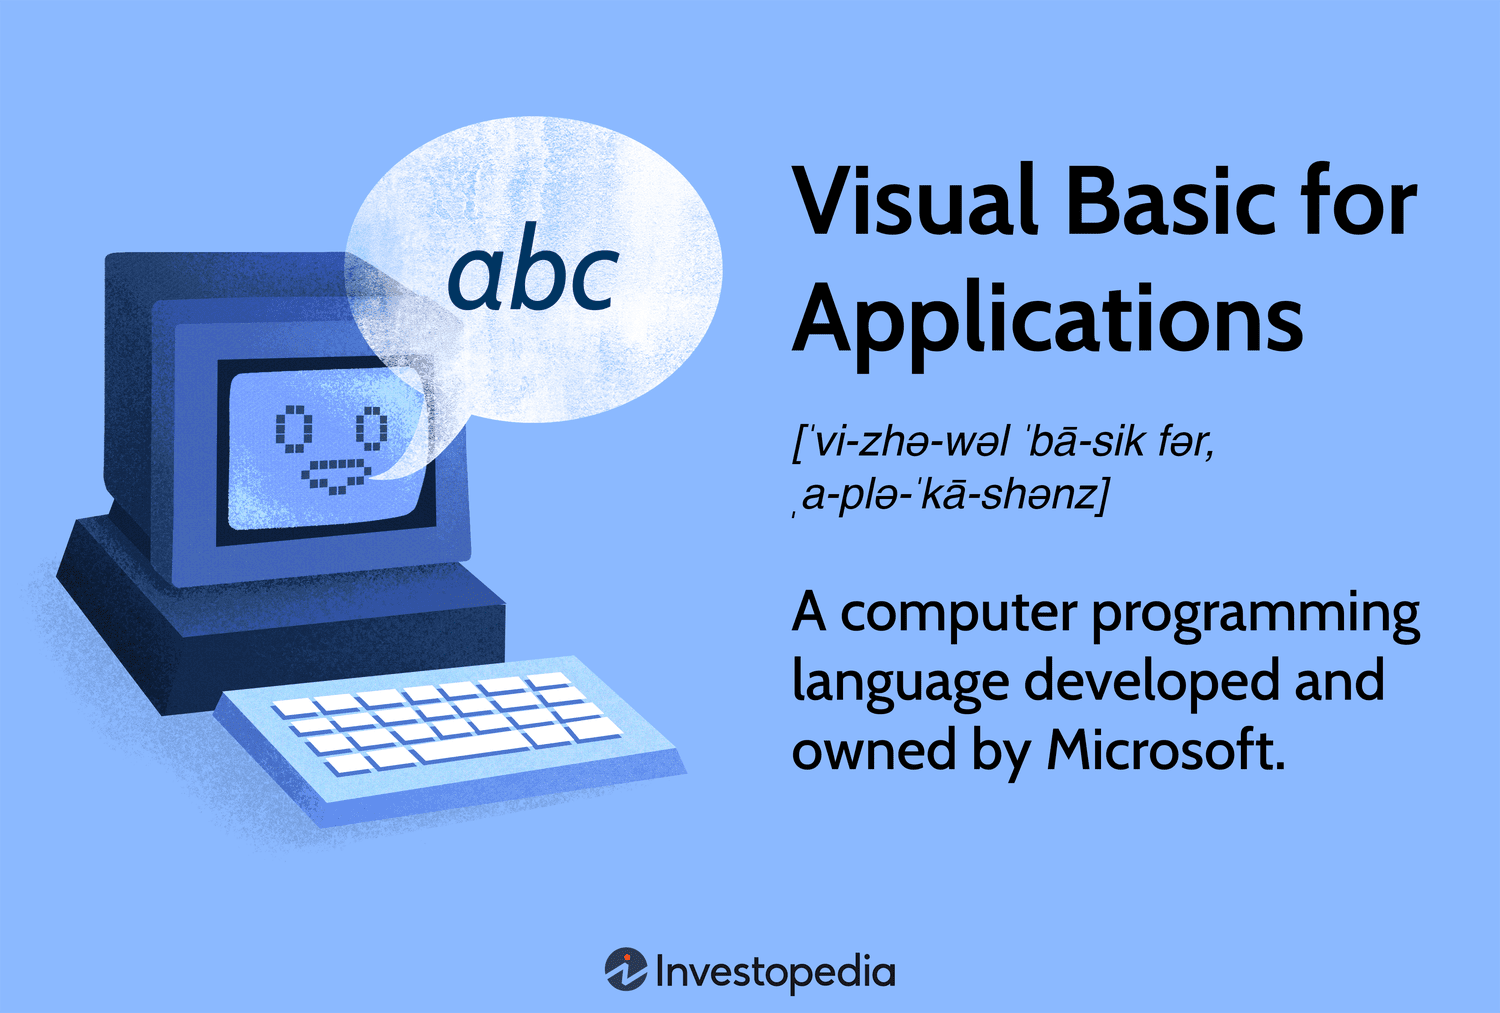 abc
Visual Basic for
Applications
[ˈvi-zhə-wəl ˈbā-sik fər,
ˌa-plə-ˈkā-shənz]
A computer programming
language developed and
owned by Microsoft.
Investopedia